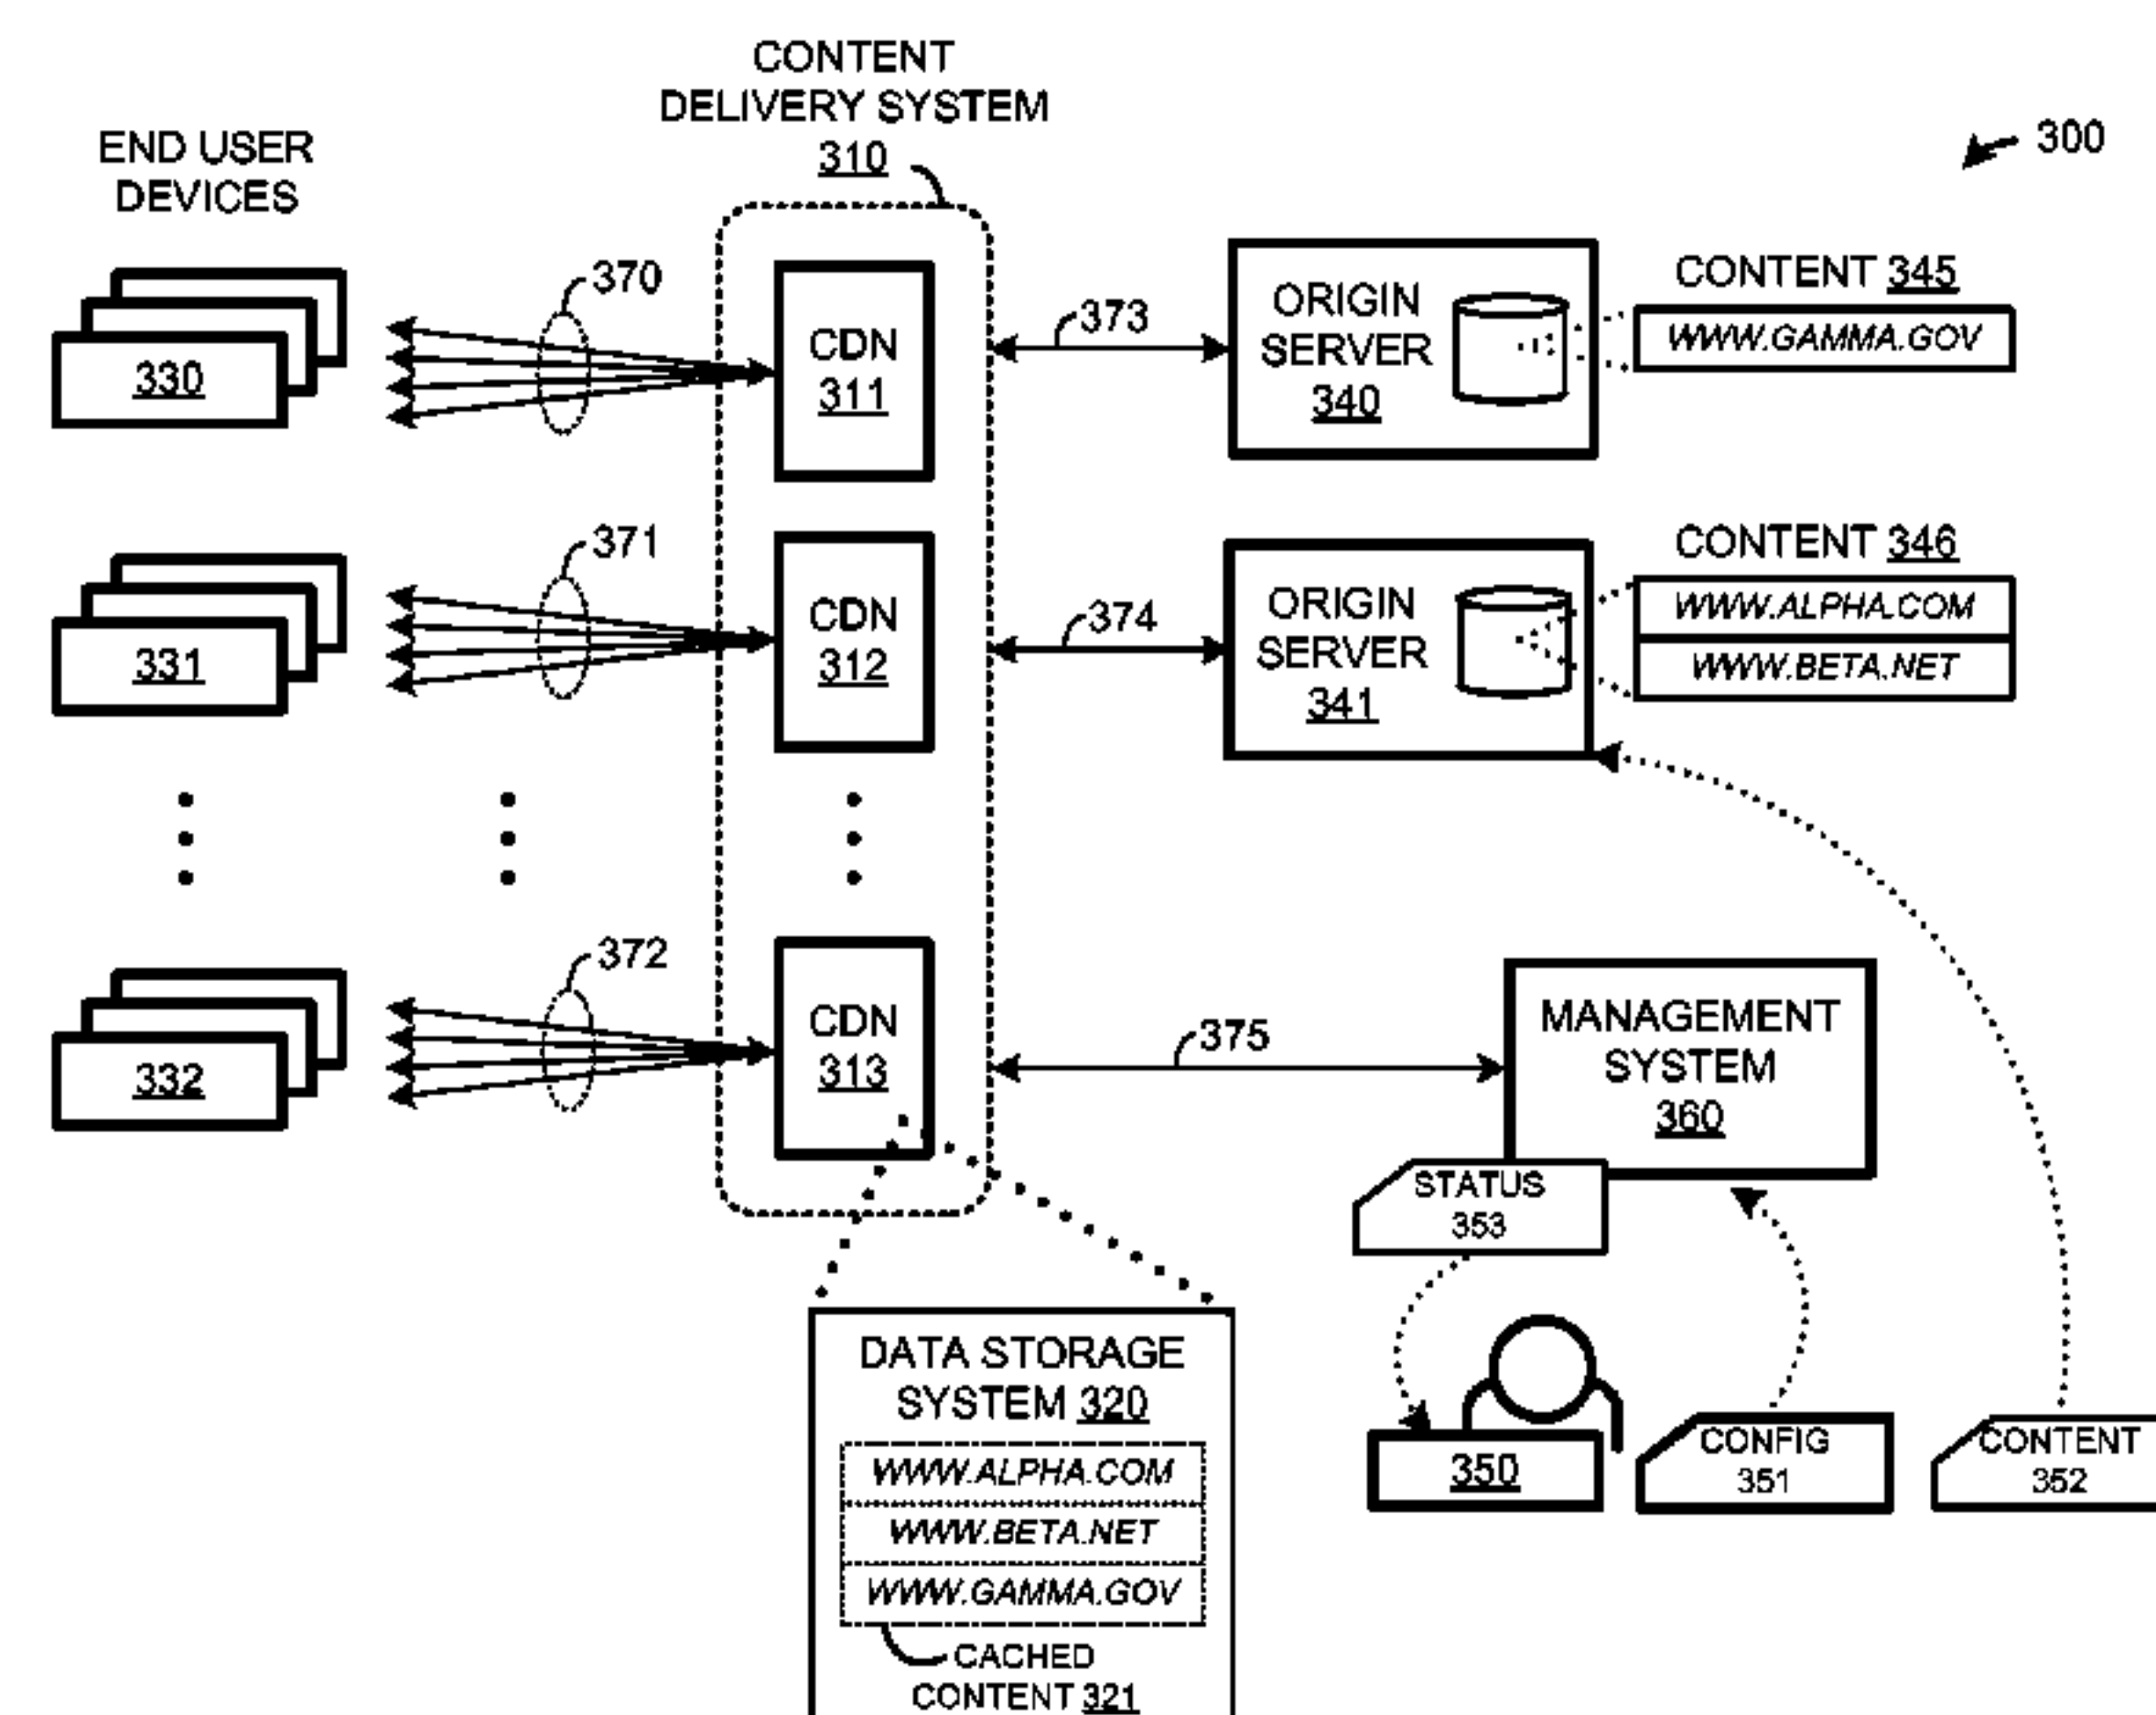 CONTENT
DELIVERY SYSTEM
310
300
END USER
DEVICES
330
370
CDN
311
373
ORIGIN
SERVER
340
CONTENT 345
WWW.GAMMA.GOV
331
371
CDN
312
374
ORIGIN
SERVER
341
CONTENT 346
WWW.ALPHA.COM
WWW.BETA.NET
332
372
CDN
313
375
MANAGEMENT
SYSTEM
360
STATUS
353
350
CONFIG
351
CONTENT
352
DATA STORAGE
SYSTEM 320
WWW.ALPHA.COM
WWW.BETA.NET
WWW.GAMMA.GOV
CACHED
CONTENT 321